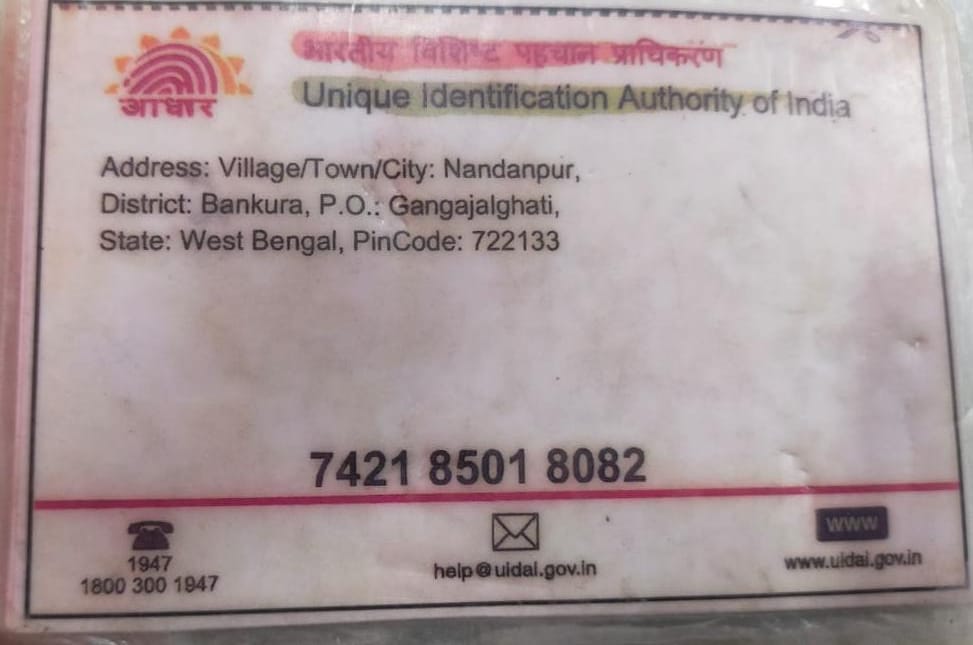 आधार
भारतीय विशिष्ट पहचान प्राधिकरण
Unique Identification Authority of India
Address: Village/Town/City: Nandanpur,
District: Bankura, P.O.: Gangajalghati,
State: West Bengal, PinCode: 722133
7421 8501 8082
1947
1800 300 1947
help@uidai.gov.in
www
www.uidai.gov.in